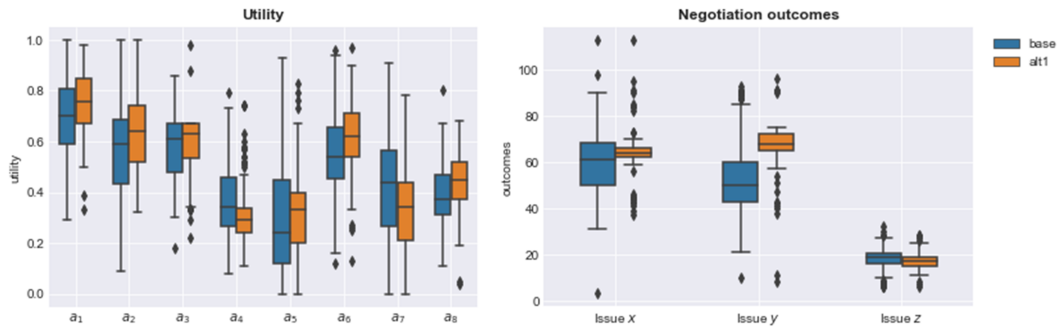 Utility
1.0
0.8
0.6
0.4
0.2
0.0
utility
a₁ a₂ a₃ a₄ a₅ a₆ a₇ a₈
Negotiation outcomes
100
80
60
40
20
0
outcomes
Issue x Issue y Issue z
base
alt1